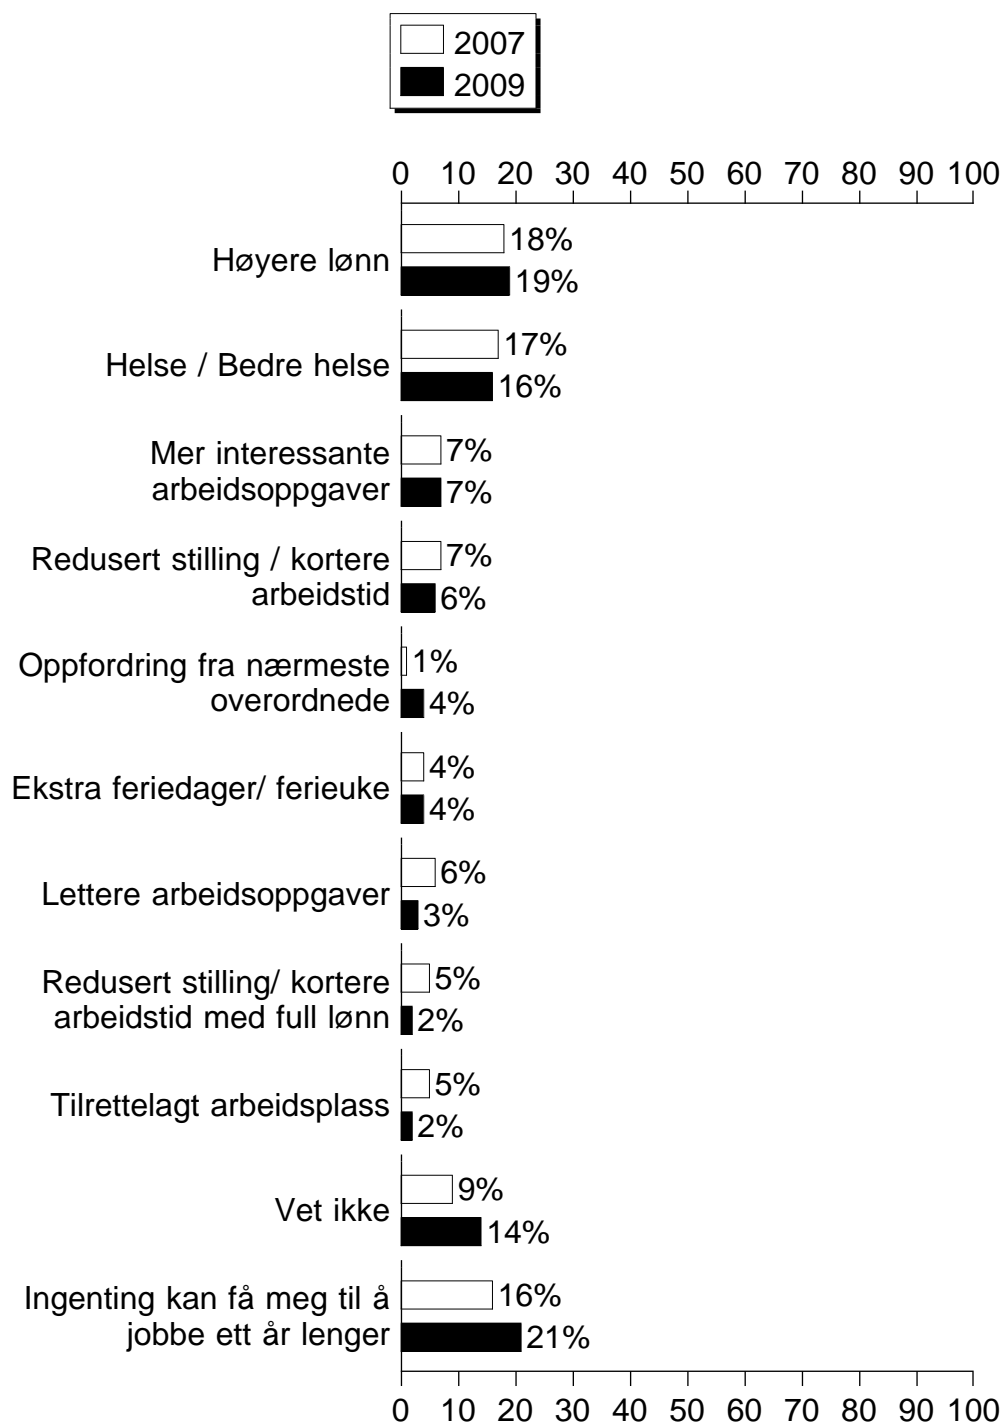 2007
2009
0 10 20 30 40 50 60 70 80 90 100
Høyere lønn
18%
19%
Helse / Bedre helse
17%
16%
Mer interessante
arbeidsoppgaver
7%
7%
Redusert stilling / kortere
arbeidstid
7%
6%
Oppfordring fra nærmeste
overordnede
1%
4%
Ekstra feriedager/ ferieuke
4%
4%
Lettere arbeidsoppgaver
6%
3%
Redusert stilling/ kortere
arbeidstid med full lønn
5%
2%
Tilrettelagt arbeidsplass
5%
2%
Vet ikke
9%
14%
Ingenting kan få meg til å
jobbe ett år lenger
16%
21%
0 10 20 30 40 50 60 70 80 90 100